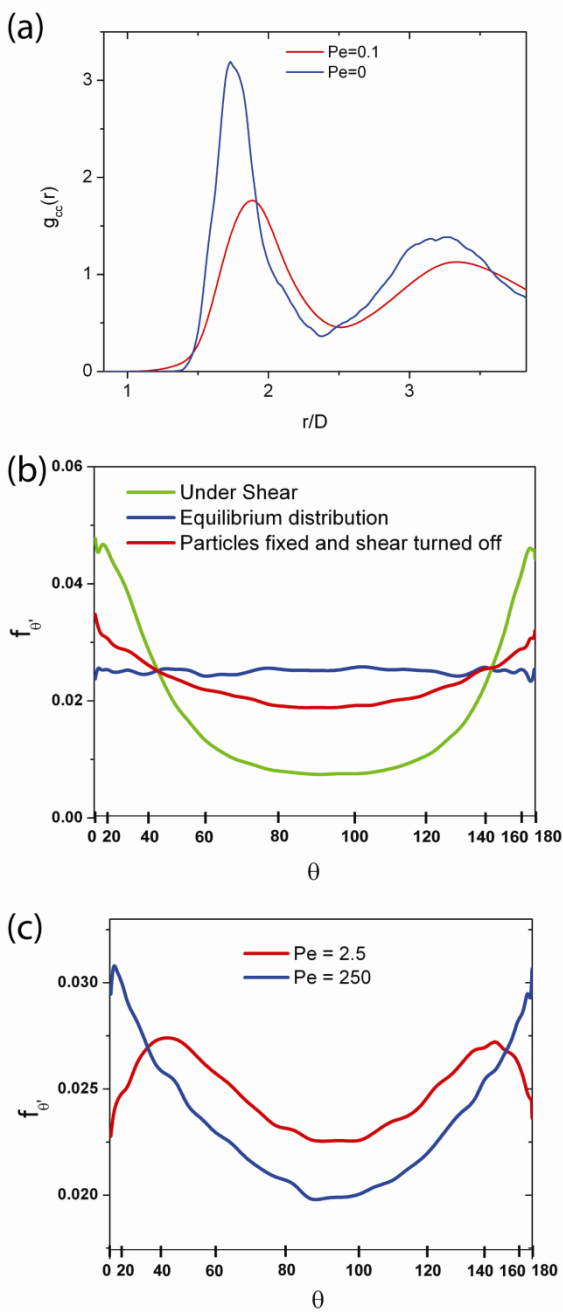 (a)
Pe=0.1
Pe=0
3
2
1
0
g_cc(r)
1 2 3
r/D
(b)
0.06
0.04
0.02
0.00
Under Shear
Equilibrium distribution
Particles fixed and shear turned off
f_θ'
0 20 40 60 80 100 120 140 160 180
θ
(c)
Pe = 2.5
Pe = 250
0.030
0.025
0.020
f_θ'
0 20 40 60 80 100 120 140 160 180
θ